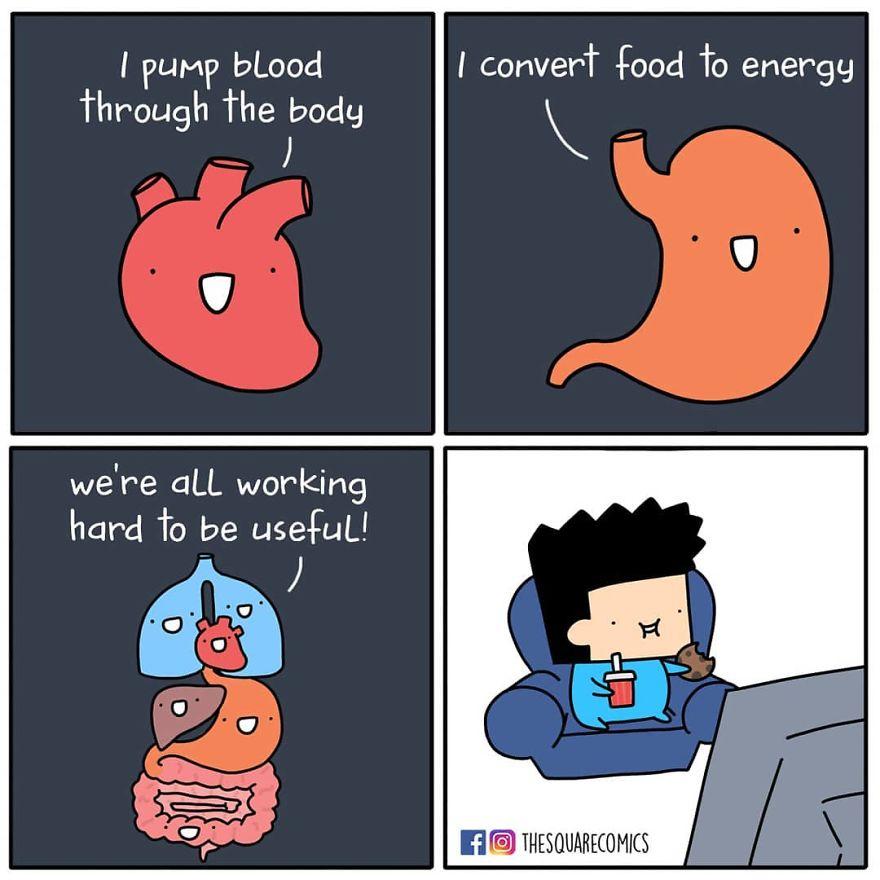 I pump blood
through the body
I convert food to energy
we're all working
hard to be useful!
THESQUARECOMICS